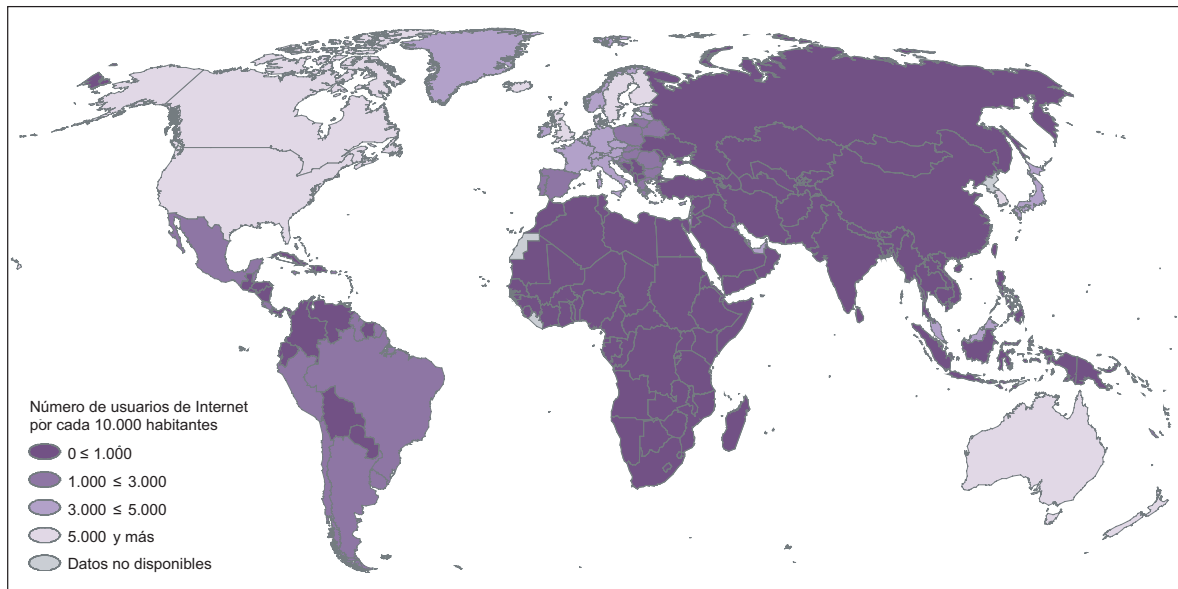 Número de usuarios de Internet
por cada 10.000 habitantes
0 ≤ 1.000
1.000 ≤ 3.000
3.000 ≤ 5.000
5.000 y más
Datos no disponibles